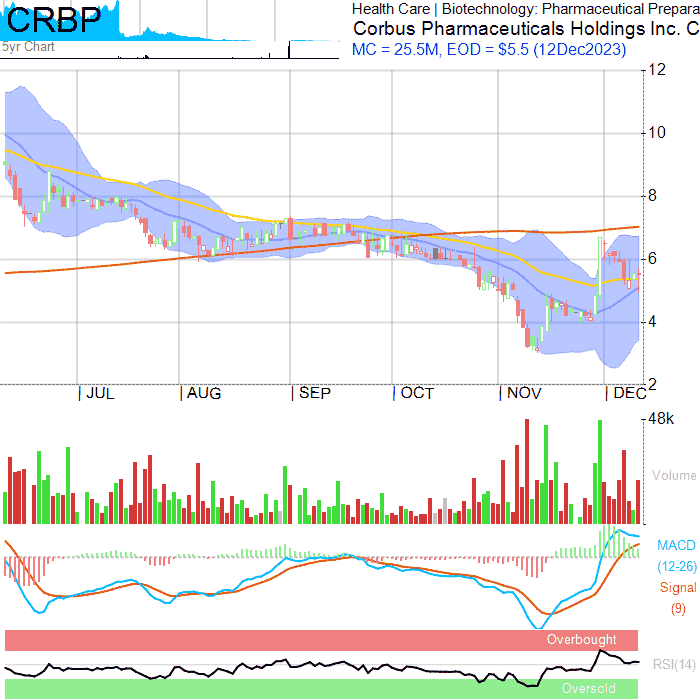 CRBP
5yr Chart
Health Care | Biotechnology: Pharmaceutical Prepara
Corbus Pharmaceuticals Holdings Inc. C
MC = 25.5M, EOD = $5.5 (12Dec2023)
12
10
8
6
4
2
| JUL | AUG | SEP | OCT | NOV | DEC
48k
Volume
MACD
(12-26)
Signal
(9)
Overbought
RSI(14)
Oversold